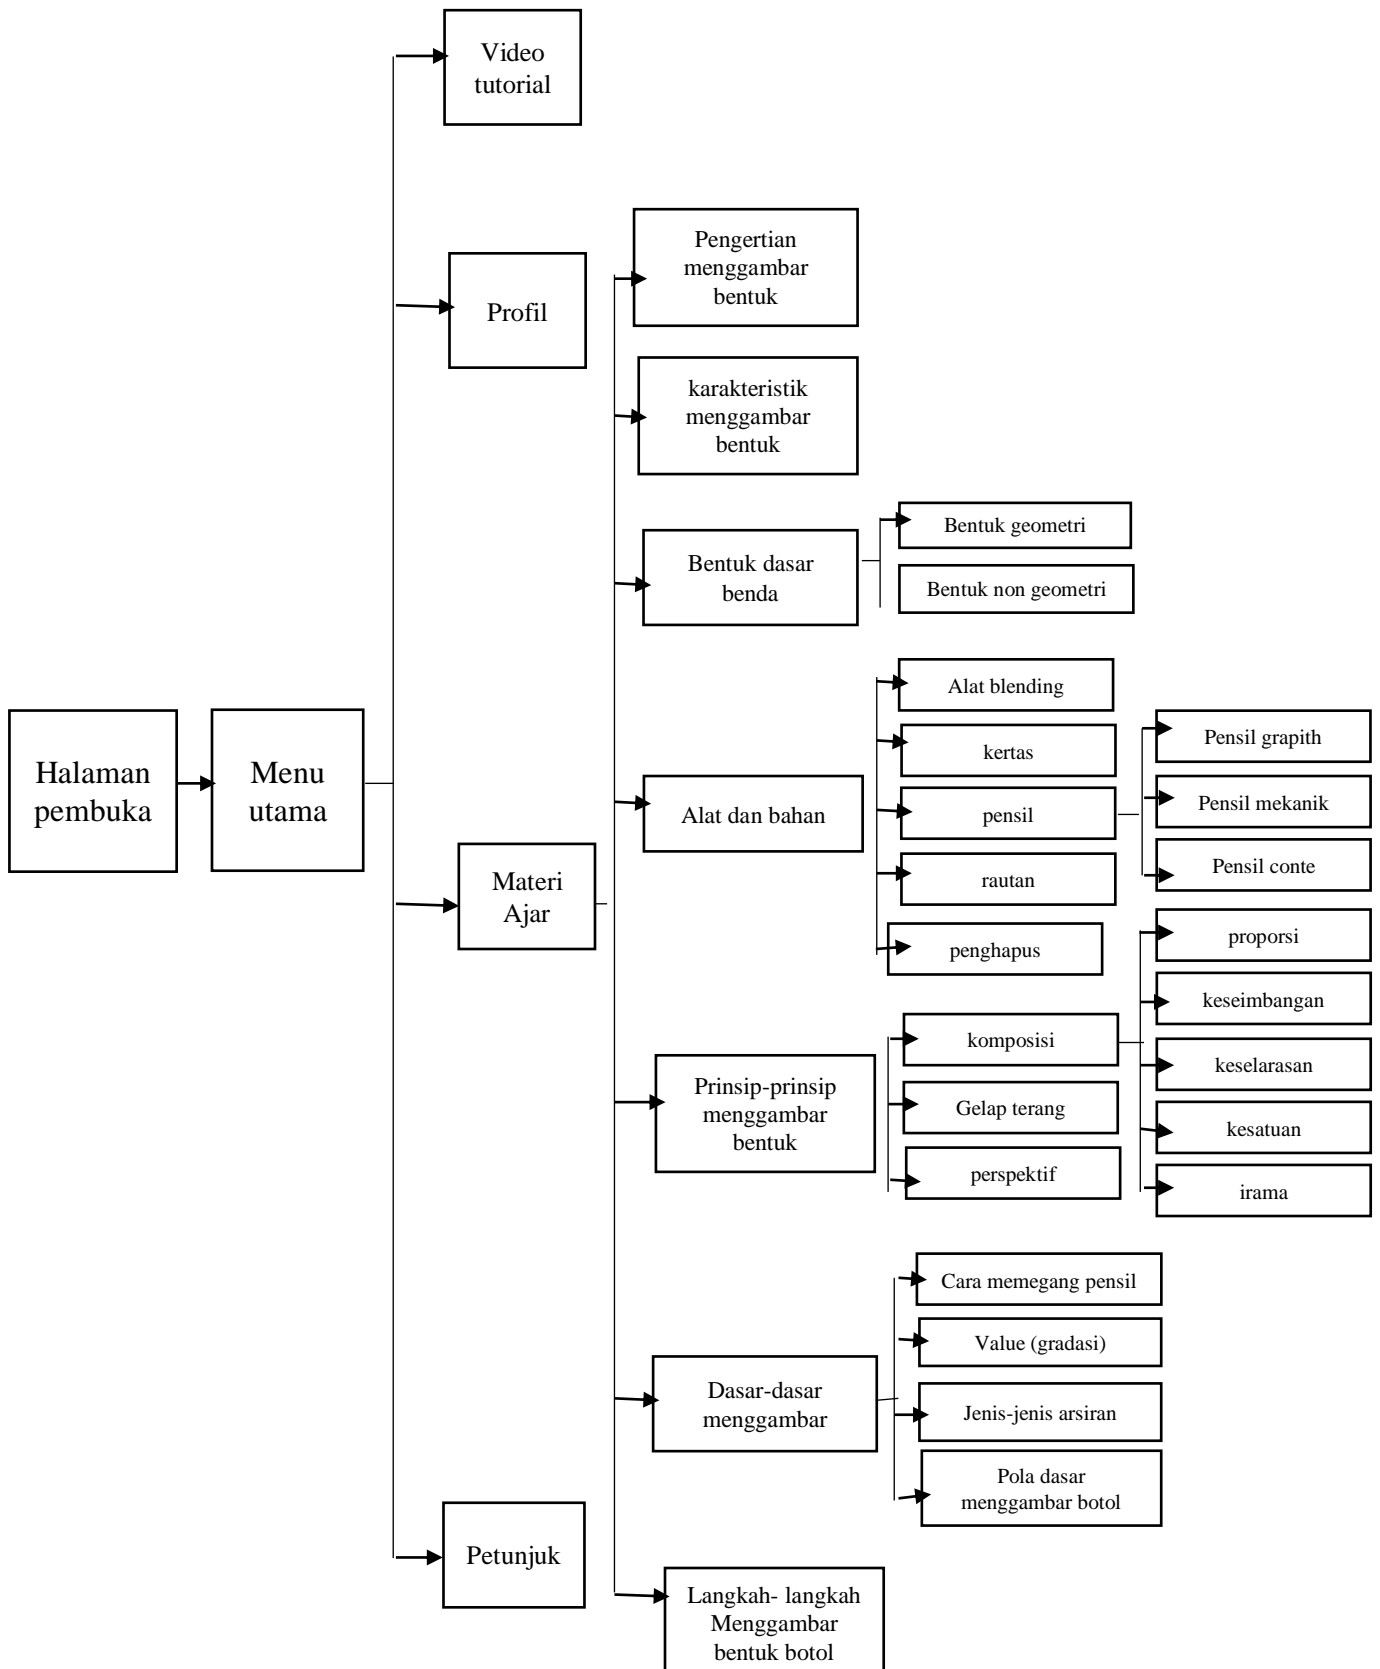 Video
tutorial
Pengertian
menggambar
bentuk
Profil
karakteristik
menggambar
bentuk
Bentuk geometri
Bentuk dasar
benda
Bentuk non geometri
Alat blending
Pensil grapith
kertas
Halaman
pembuka
Menu
utama
Alat dan bahan
Pensil mekanik
pensil
Pensil conte
rautan
Materi
Ajar
proporsi
penghapus
keseimbangan
komposisi
keselarasan
Prinsip-prinsip
menggambar
bentuk
Gelap terang
kesatuan
perspektif
irama
Cara memegang pensil
Value (gradasi)
Dasar-dasar
menggambar
Jenis-jenis arsiran
Pola dasar
menggambar botol
Petunjuk
Langkah- langkah
Menggambar
bentuk botol